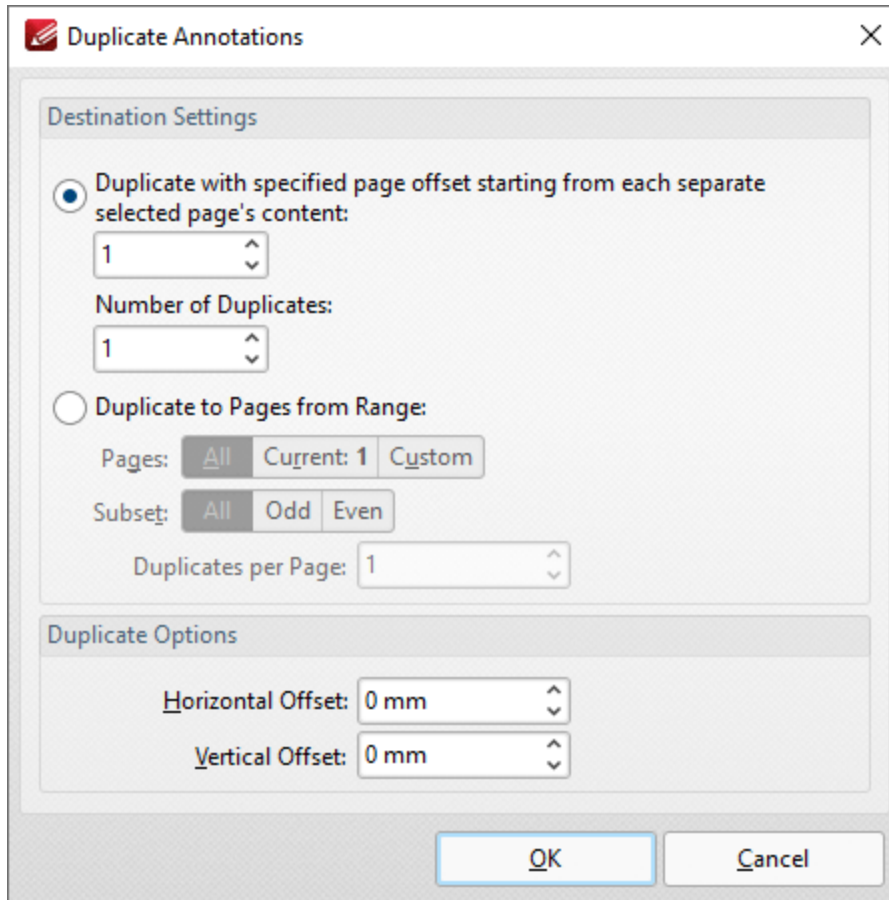 Duplicate Annotations
Destination Settings
Duplicate with specified page offset starting from each separate
selected page's content:
1
Number of Duplicates:
1
Duplicate to Pages from Range:
Pages: All Current: 1 Custom
Subset: All Odd Even
Duplicates per Page: 1
Duplicate Options
Horizontal Offset: 0 mm
Vertical Offset: 0 mm
OK Cancel